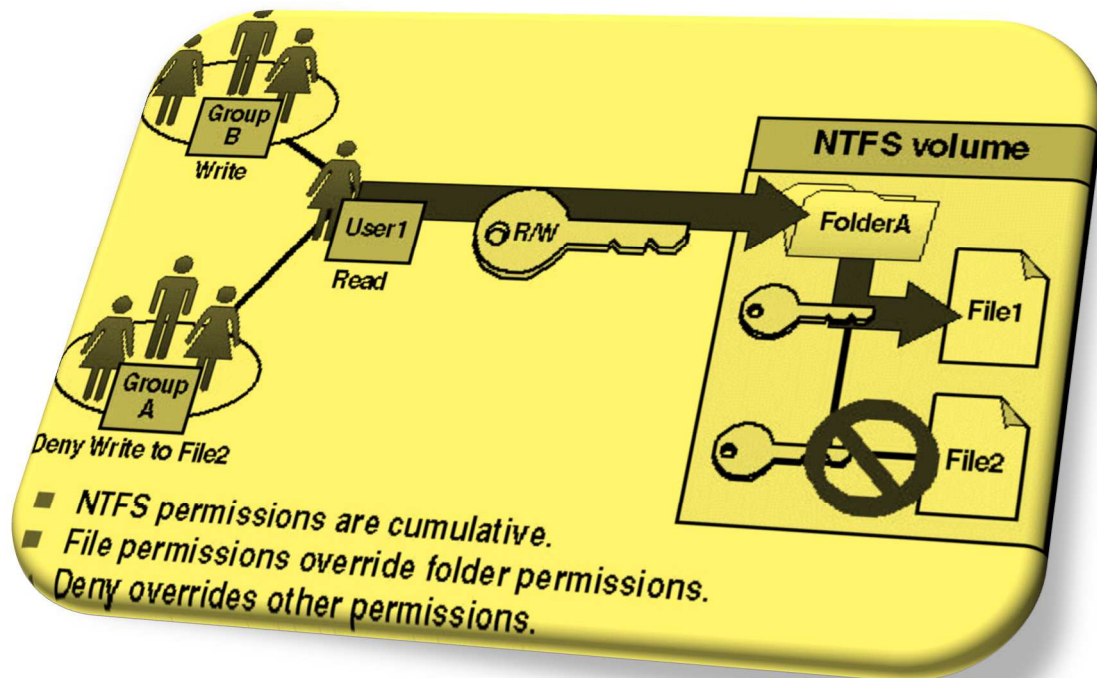 Group
B
Write
User1
Read
R/W
NTFS volume
FolderA
File1
File2
Group
A
Deny Write to File2
NTFS permissions are cumulative.
File permissions override folder permissions.
Deny overrides other permissions.